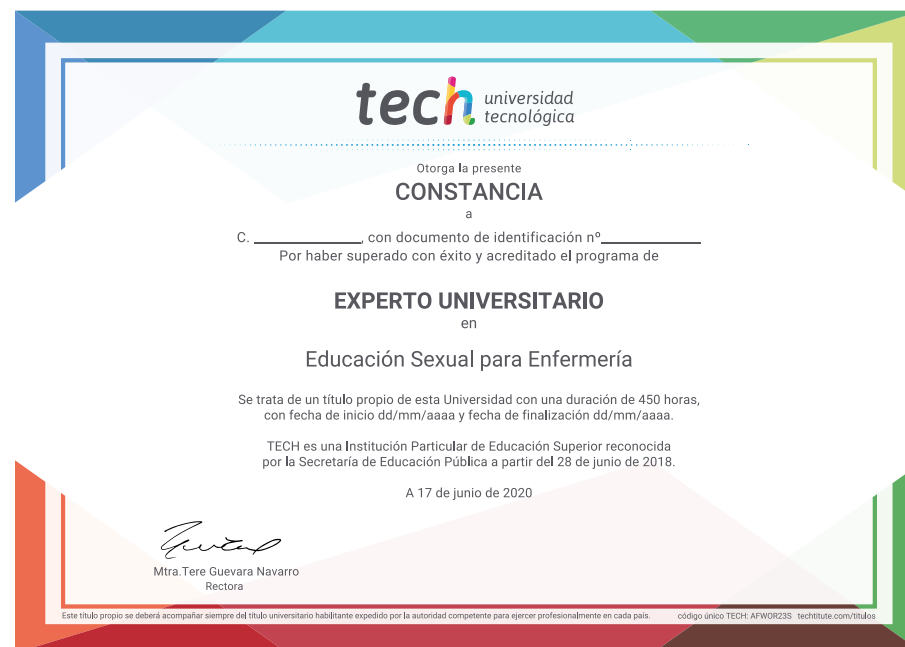 tech universidad
tecnológica
Otorga la presente
CONSTANCIA
a
C. ______________, con documento de identificación nº_____________
Por haber superado con éxito y acreditado el programa de
EXPERTO UNIVERSITARIO
en
Educación Sexual para Enfermería
Se trata de un título propio de esta Universidad con una duración de 450 horas,
con fecha de inicio dd/mm/aaaa y fecha de finalización dd/mm/aaaa.
TECH es una Institución Particular de Educación Superior reconocida
por la Secretaría de Educación Pública a partir del 28 de junio de 2018.
A 17 de junio de 2020
Mtra.Tere Guevara Navarro
Rectora
Este título propio se deberá acompañar siempre del título universitario habilitante expedido por la autoridad competente para ejercer profesionalmente en cada país. código único TECH: AFWOR23S techtitute.com/titulos